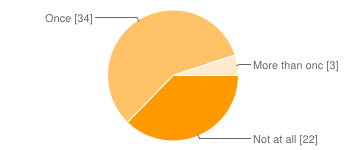 Once [34]
More than onc [3]
Not at all [22]